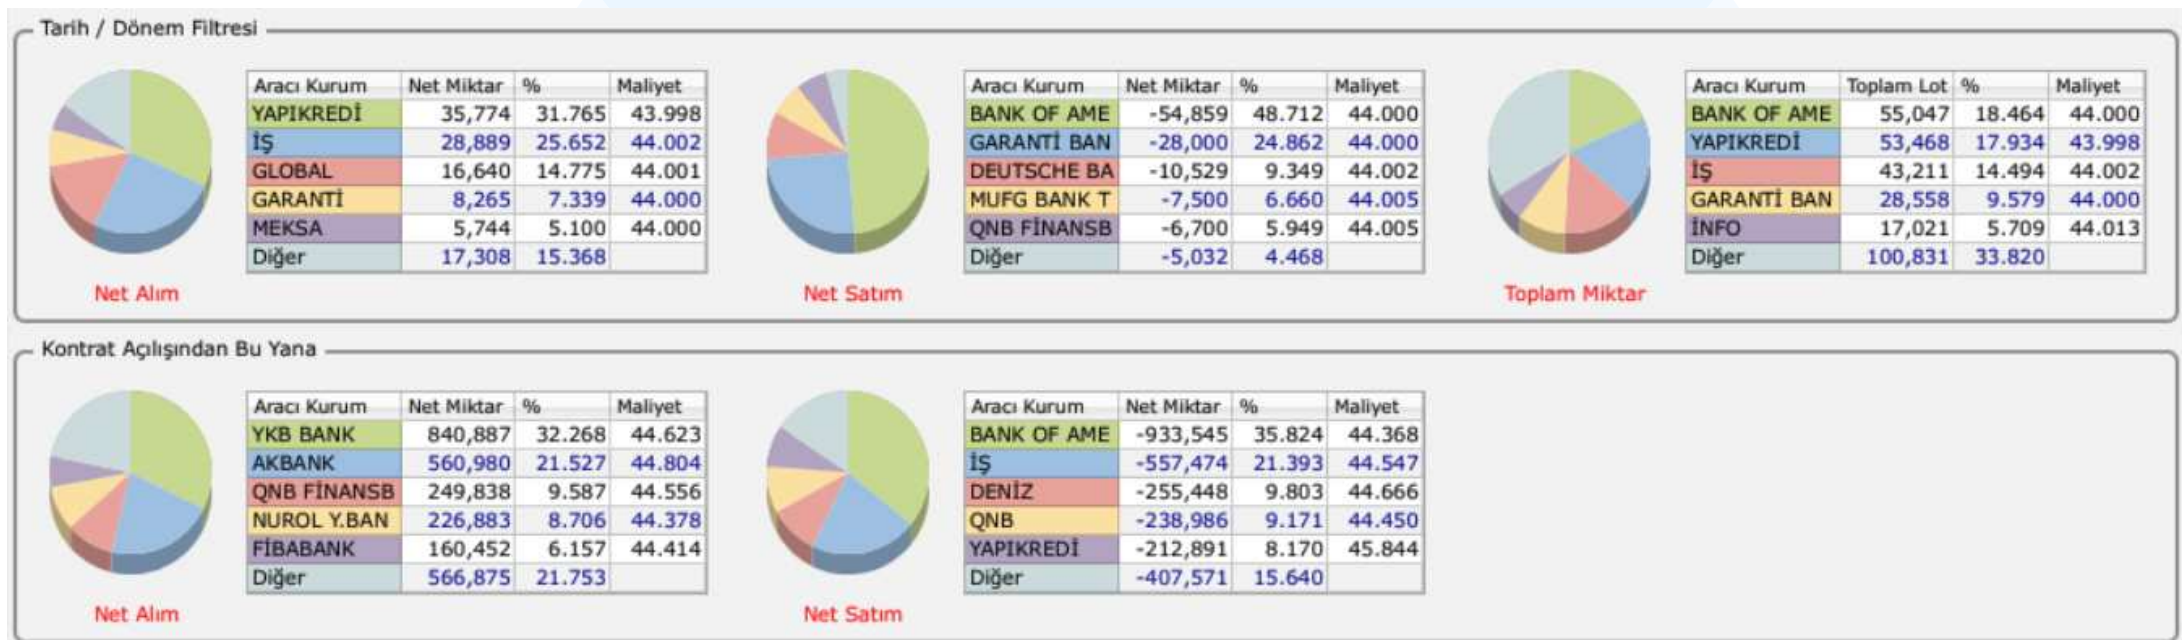 Tarih / Dönem Filtresi
Aracı Kurum Net Miktar % Maliyet
YAPIKREDİ 35,774 31.765 43.998
İŞ 28,889 25.652 44.002
GLOBAL 16,640 14.775 44.001
GARANTİ 8,265 7.339 44.000
MEKSA 5,744 5.100 44.000
Diğer 17,308 15.368
Net Alım
Aracı Kurum Net Miktar % Maliyet
BANK OF AME -54,859 48.712 44.000
GARANTİ BAN -28,000 24.862 44.000
DEUTSCHE BA -10,529 9.349 44.002
MUFG BANK T -7,500 6.660 44.005
QNB FİNANSB -6,700 5.949 44.005
Diğer -5,032 4.468
Net Satım
Aracı Kurum Toplam Lot % Maliyet
BANK OF AME 55,047 18.464 44.000
YAPIKREDİ 53,468 17.934 43.998
İŞ 43,211 14.494 44.002
GARANTİ BAN 28,558 9.579 44.000
İNFO 17,021 5.709 44.013
Diğer 100,831 33.820
Toplam Miktar
Kontrat Açılışından Bu Yana
Aracı Kurum Net Miktar % Maliyet
YKB BANK 840,887 32.268 44.623
AKBANK 560,980 21.527 44.804
QNB FİNANSB 249,838 9.587 44.556
NUROL Y.BAN 226,883 8.706 44.378
FİBABANK 160,452 6.157 44.414
Diğer 566,875 21.753
Net Alım
Aracı Kurum Net Miktar % Maliyet
BANK OF AME -933,545 35.824 44.368
İŞ -557,474 21.393 44.547
DENİZ -255,448 9.803 44.666
QNB -238,986 9.171 44.450
YAPIKREDİ -212,891 8.170 45.844
Diğer -407,571 15.640
Net Satım